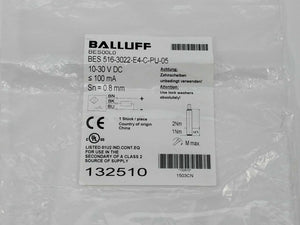 BALLUFF
BES00L0
BES 516-3022-E4-C-PU-05
10-30 V DC
≤ 100 mA
Sn = 0.8 mm
Achtung:
Zahnscheiben
unbedingt verwenden!
Attention:
Use lock washers
absolutely!
BN
BK
BU
1 Stück / piece
Country of origin
China
2Nm
1Nm
M max
LISTED 81U2 IND.CONT.EQ
FOR USE IN THE
SECONDARY OF A CLASS 2
SOURCE OF SUPPLY
132510
1503CN